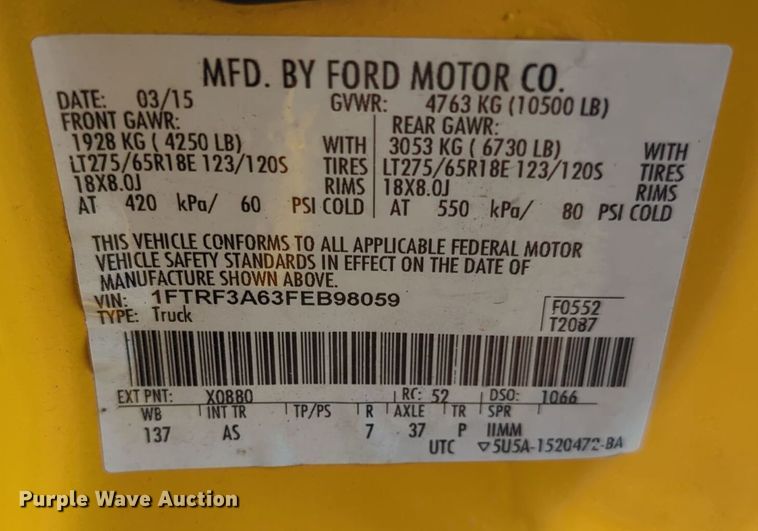 MFD. BY FORD MOTOR CO.
DATE: 03/15 GVWR: 4763 KG (10500 LB)
FRONT GAWR: REAR GAWR:
1928 KG ( 4250 LB) WITH 3053 KG ( 6730 LB) WITH
LT275/65R18E 123/120S TIRES LT275/65R18E 123/120S TIRES
18X8.0J RIMS 18X8.0J RIMS
AT 420 kPa/ 60 PSI COLD AT 550 kPa/ 80 PSI COLD
THIS VEHICLE CONFORMS TO ALL APPLICABLE FEDERAL MOTOR
VEHICLE SAFETY STANDARDS IN EFFECT ON THE DATE OF
MANUFACTURE SHOWN ABOVE.
VIN: 1FTRF3A63FEB98059 F0552
TYPE: Truck T2087
EXT PNT: X0880 RC: 52 DSO: 1066
WB INT TR TP/PS R AXLE TR SPR
137 AS 7 37 P IIMM
UTC ▽5U5A-1520472-BA
Purple Wave Auction